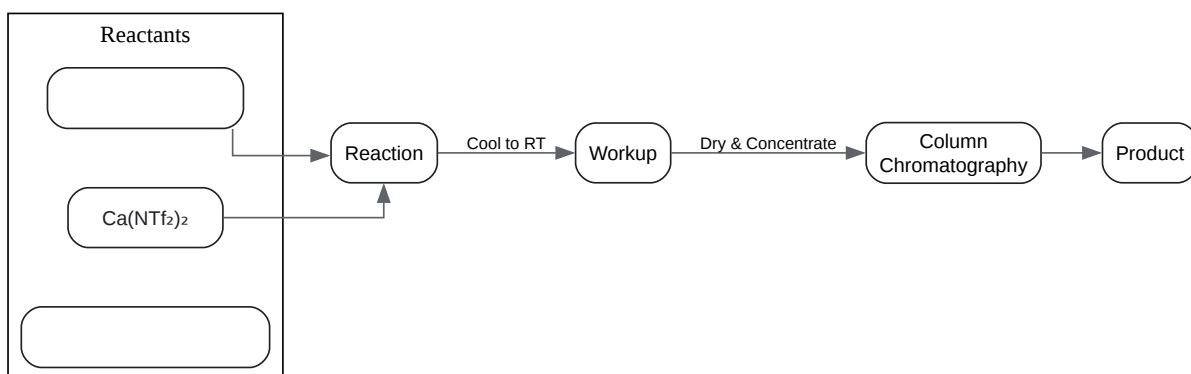 Reactants
Ca(NTf₂)₂
Reaction
Cool to RT
Workup
Dry & Concentrate
Column
Chromatography
Product